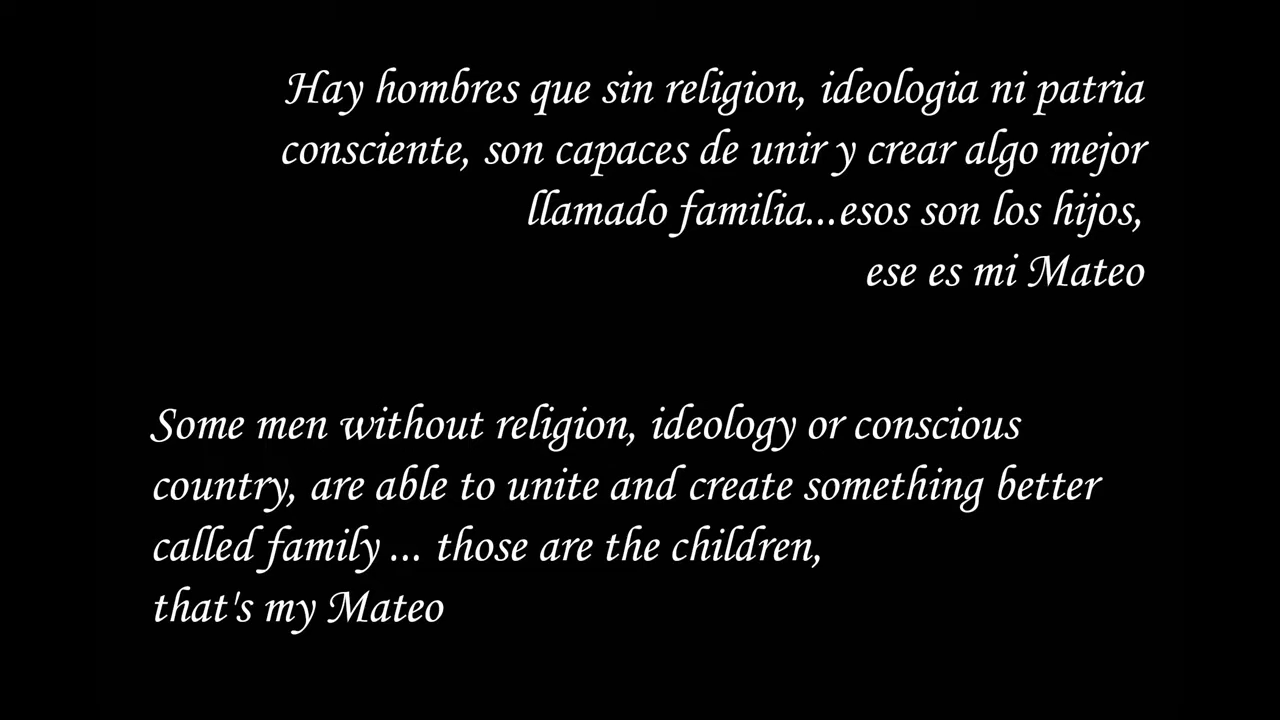 Hay hombres que sin religion, ideologia ni patria
consciente, son capaces de unir y crear algo mejor
llamado familia...esos son los hijos,
ese es mi Mateo
Some men without religion, ideology or conscious
country, are able to unite and create something better
called family ... those are the children,
that's my Mateo